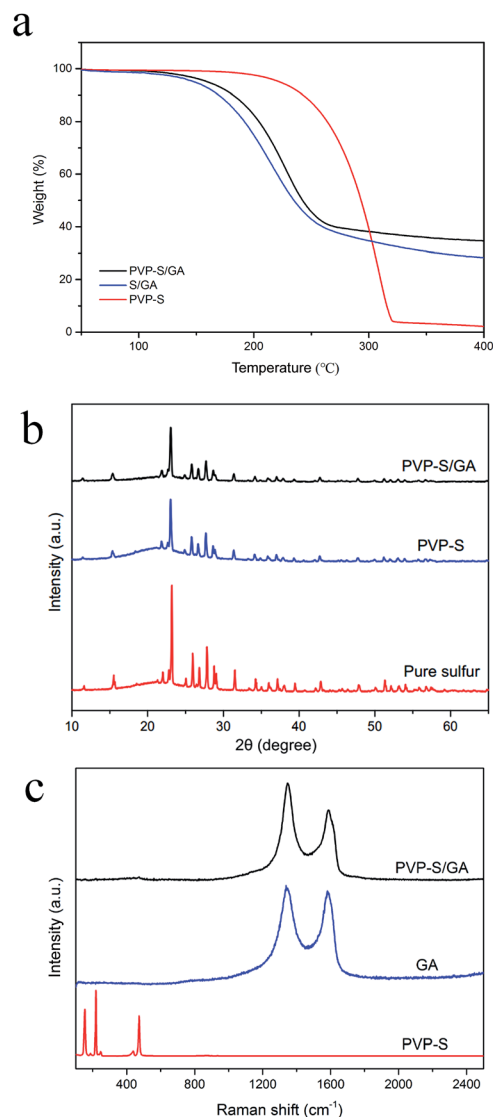 a
100
80
60
40
20
0
Weight (%)
PVP-S/GA
S/GA
PVP-S
100 200 300 400
Temperature (℃)
b
Intensity (a.u.)
PVP-S/GA
PVP-S
Pure sulfur
10 20 30 40 50 60
2θ (degree)
c
Intensity (a.u.)
PVP-S/GA
GA
PVP-S
400 800 1200 1600 2000 2400
Raman shift (cm⁻¹)